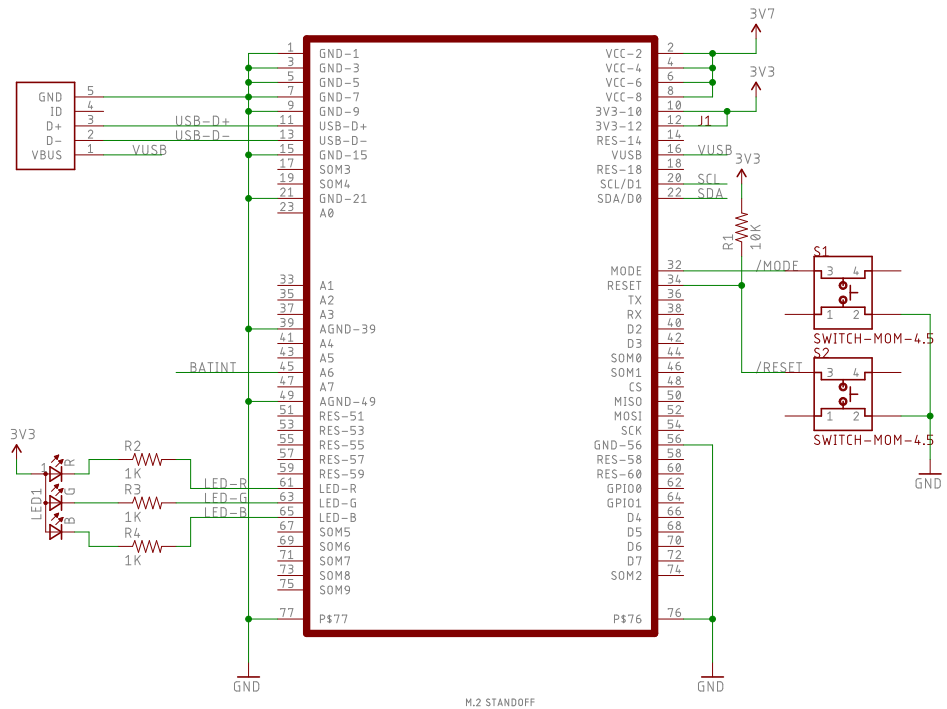 3V7
1 GND-1 VCC-2 2
3 GND-3 VCC-4 4
5 GND-5 VCC-6 6
3V3
GND 5 7 GND-7 VCC-8 8
ID 4 9 GND-9 3V3-10 10
D+ 3 USB-D+ 11 USB-D+ 3V3-12 12 J1
D- 2 USB-D- 13 USB-D- RES-14 14
VBUS 1 VUSB 15 GND-15 VUSB 16 VUSB
17 SOM3 RES-18 18
3V3
19 SOM4 SCL/D1 20 SCL
21 GND-21 SDA/D0 22 SDA
23 A0
R1 10K
S1
MODE 32 /MODE 3 4
33 A1 RESET 34
35 A2 TX 36
37 A3 RX 38 1 2
39 AGND-39 D2 40
SWITCH-MOM-4.5
41 A4 D3 42
S2
43 A5 SOM0 44
BATINT 45 A6 SOM1 46 /RESET 3 4
47 A7 CS 48
49 AGND-49 MISO 50
51 RES-51 MOSI 52 1 2
53 RES-53 SCK 54
SWITCH-MOM-4.5
3V3
55 RES-55 GND-56 56
R2
57 RES-57 RES-58 58
1 R 1K
59 RES-59 RES-60 60
GND
LED-R 61 LED-R GPIO0 62
LED1 G R3
LED-G 63 LED-G GPIO1 64
1K
LED-B 65 LED-B D4 66
B R4
67 SOM5 D5 68
69 SOM6 D6 70
1K
71 SOM7 D7 72
73 SOM8 SOM2 74
75 SOM9
77 P$77 P$76 76
GND GND
M.2 STANDOFF